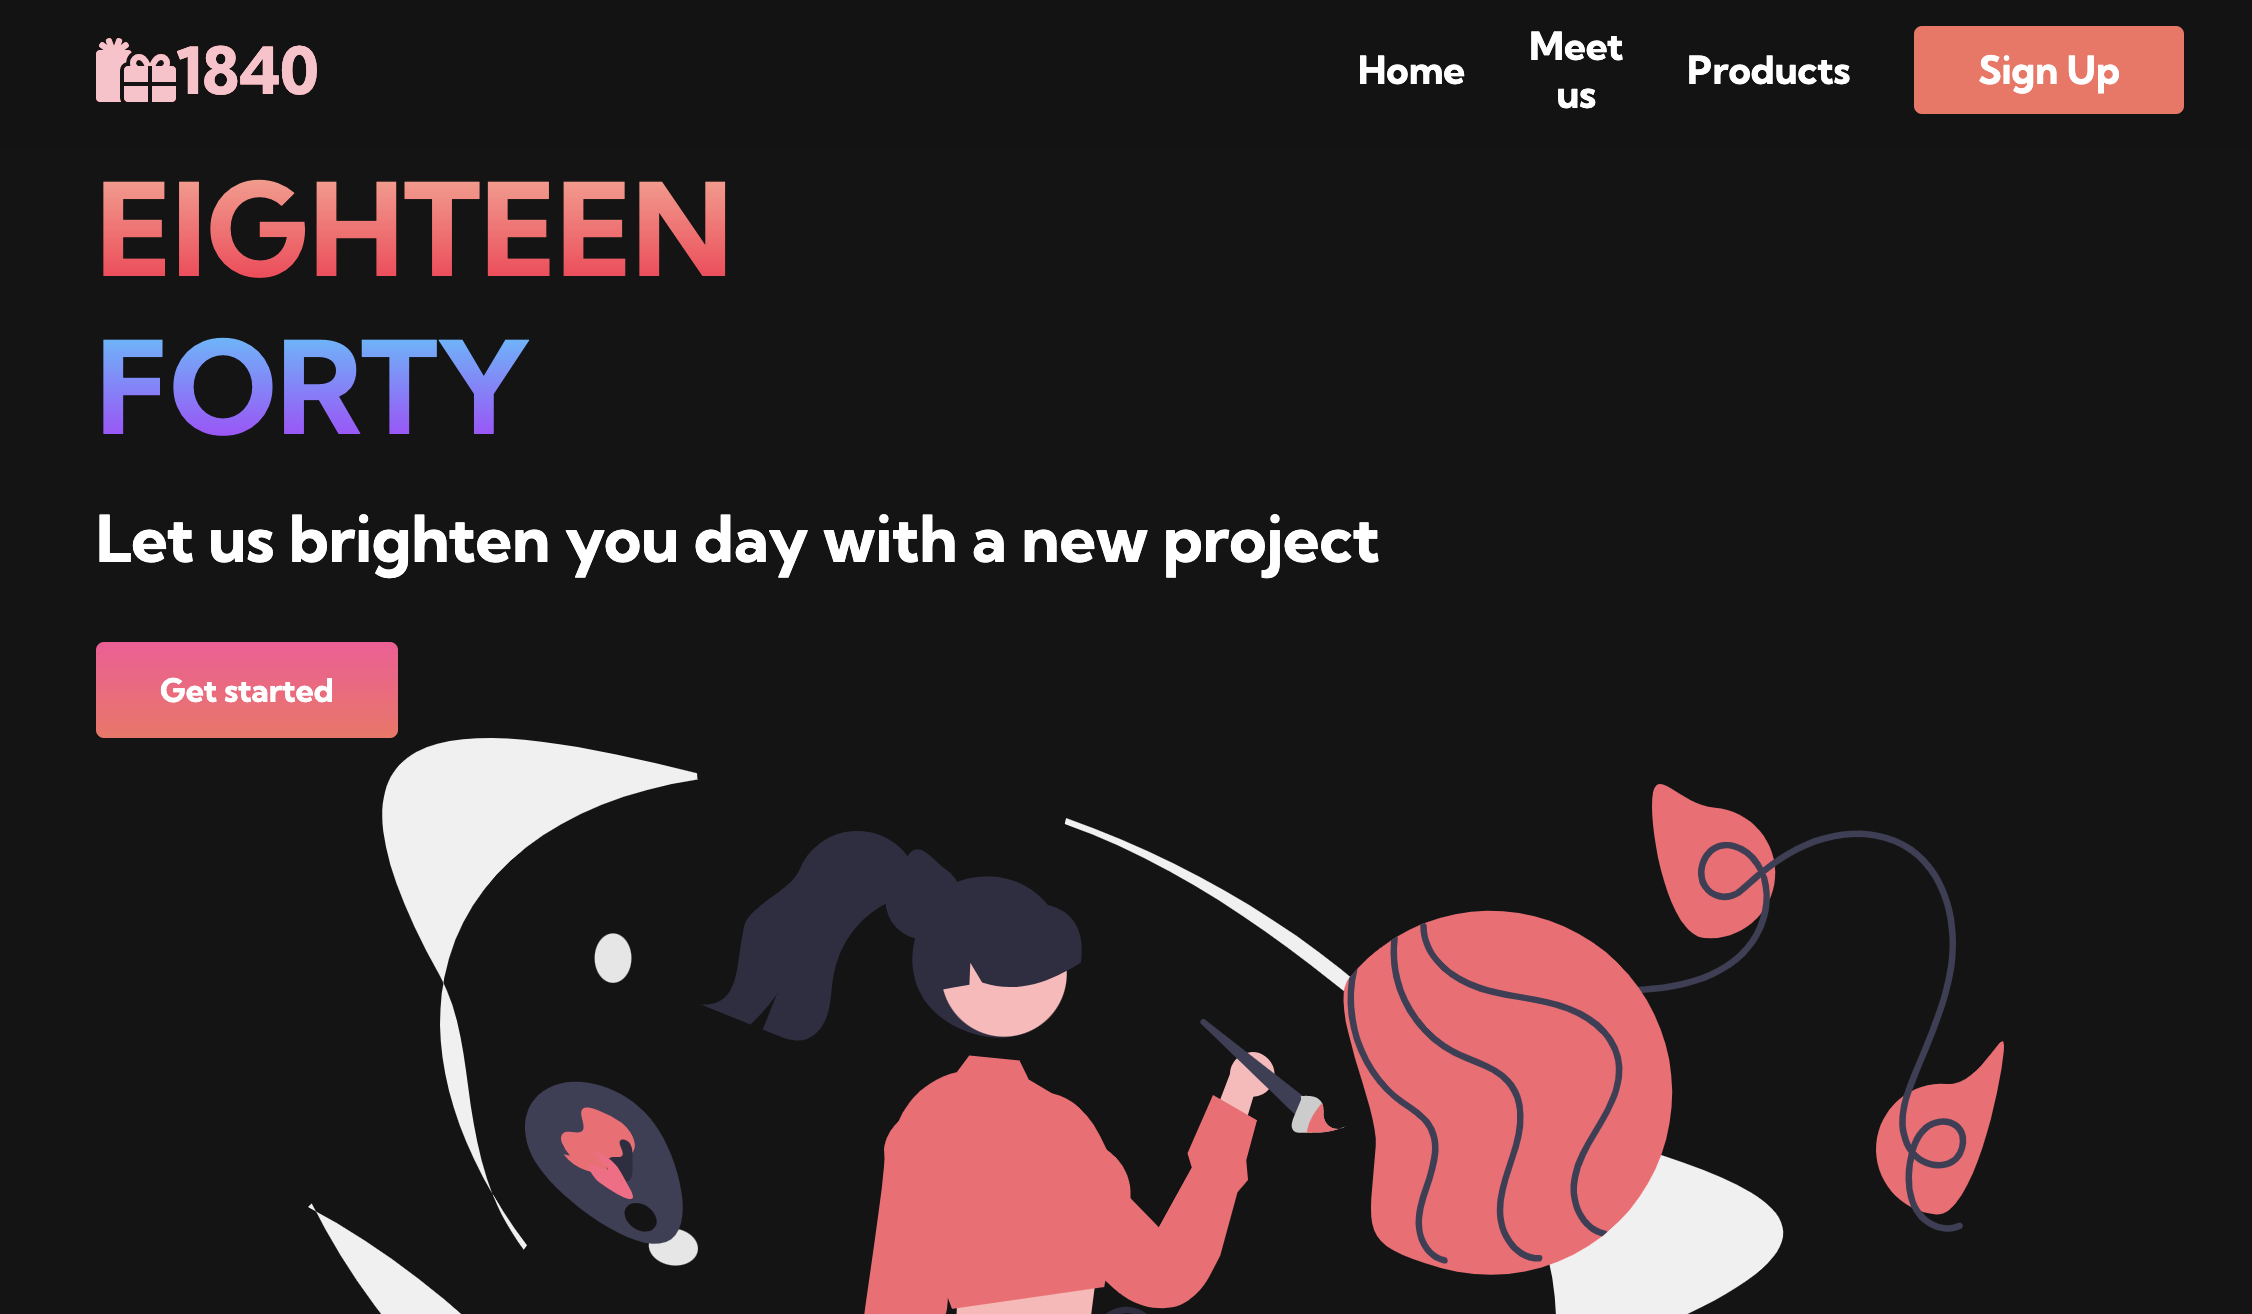 1840
Home
Meet
us
Products
Sign Up
EIGHTEEN
FORTY
Let us brighten you day with a new project
Get started